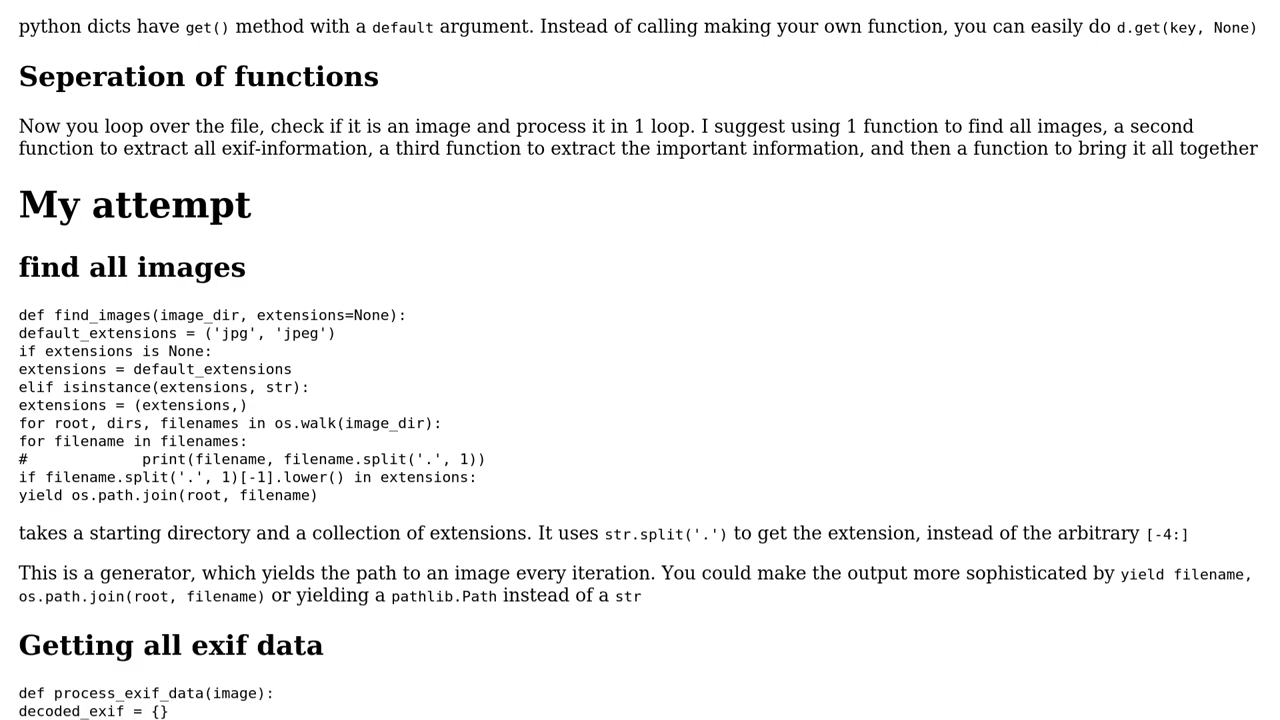 python dicts have get() method with a default argument. Instead of calling making your own function, you can easily do d.get(key, None)
Seperation of functions
Now you loop over the file, check if it is an image and process it in 1 loop. I suggest using 1 function to find all images, a second
function to extract all exif-information, a third function to extract the important information, and then a function to bring it all together
My attempt
find all images
def find_images(image_dir, extensions=None):
default_extensions = ('jpg', 'jpeg')
if extensions is None:
extensions = default_extensions
elif isinstance(extensions, str):
extensions = (extensions,)
for root, dirs, filenames in os.walk(image_dir):
for filename in filenames:
#             print(filename, filename.split('.', 1))
if filename.split('.', 1)[-1].lower() in extensions:
yield os.path.join(root, filename)
takes a starting directory and a collection of extensions. It uses str.split('.') to get the extension, instead of the arbitrary [-4:]
This is a generator, which yields the path to an image every iteration. You could make the output more sophisticated by yield filename,
os.path.join(root, filename) or yielding a pathlib.Path instead of a str
Getting all exif data
def process_exif_data(image):
decoded_exif = {}